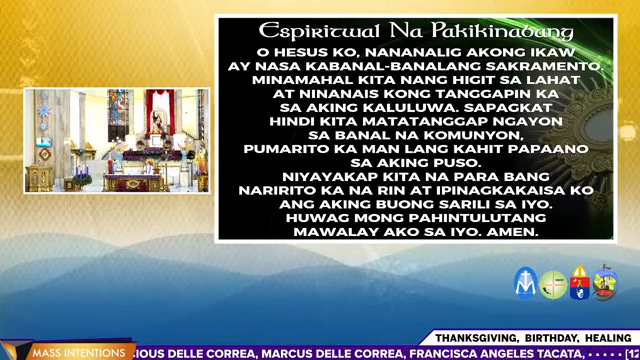 Espiritwal Na Pakikinabang
O HESUS KO, NANANALIG AKONG IKAW
AY NASA KABANAL-BANALANG SAKRAMENTO.
MINAMAHAL KITA NANG HIGIT SA LAHAT
AT NINANAIS KONG TANGGAPIN KA
SA AKING KALULUWA. SAPAGKAT
HINDI KITA MATATANGGAP NGAYON
SA BANAL NA KOMUNYON,
PUMARITO KA MAN LANG KAHIT PAPAANO
SA AKING PUSO.
NIYAYAKAP KITA NA PARA BANG
NARIRITO KA NA RIN AT IPINAGKAKAISA KO
ANG AKING BUONG SARILI SA IYO.
HUWAG MONG PAHINTULUTANG
MAWALAY AKO SA IYO. AMEN.
THANKSGIVING, BIRTHDAY, HEALING
MASS INTENTIONS
CIOUS DELLE CORREA, MARCUS DELLE CORREA, FRANCISCA ANGELES TACATA, • • • • • [12